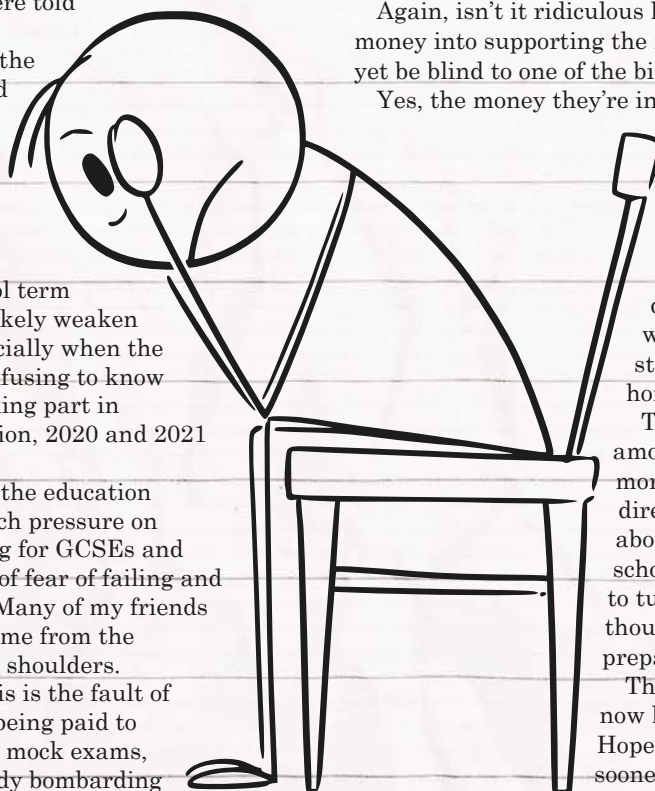 ere told
the
d
ol term
kely weaken
cially when the
fusing to know
ing part in
ion, 2020 and 2021
the education
ch pressure on
g for GCSEs and
of fear of failing and
Many of my friends
me from the
shoulders.
is is the fault of
being paid to
mock exams,
dy bombarding
Again, isn't it ridiculous
money into supporting the
yet be blind to one of the bi
Yes, the money they're in
w
st
hor
T
amo
mor
dire
abo
scho
to tu
thou
prepa
Th
now
Hope
soone